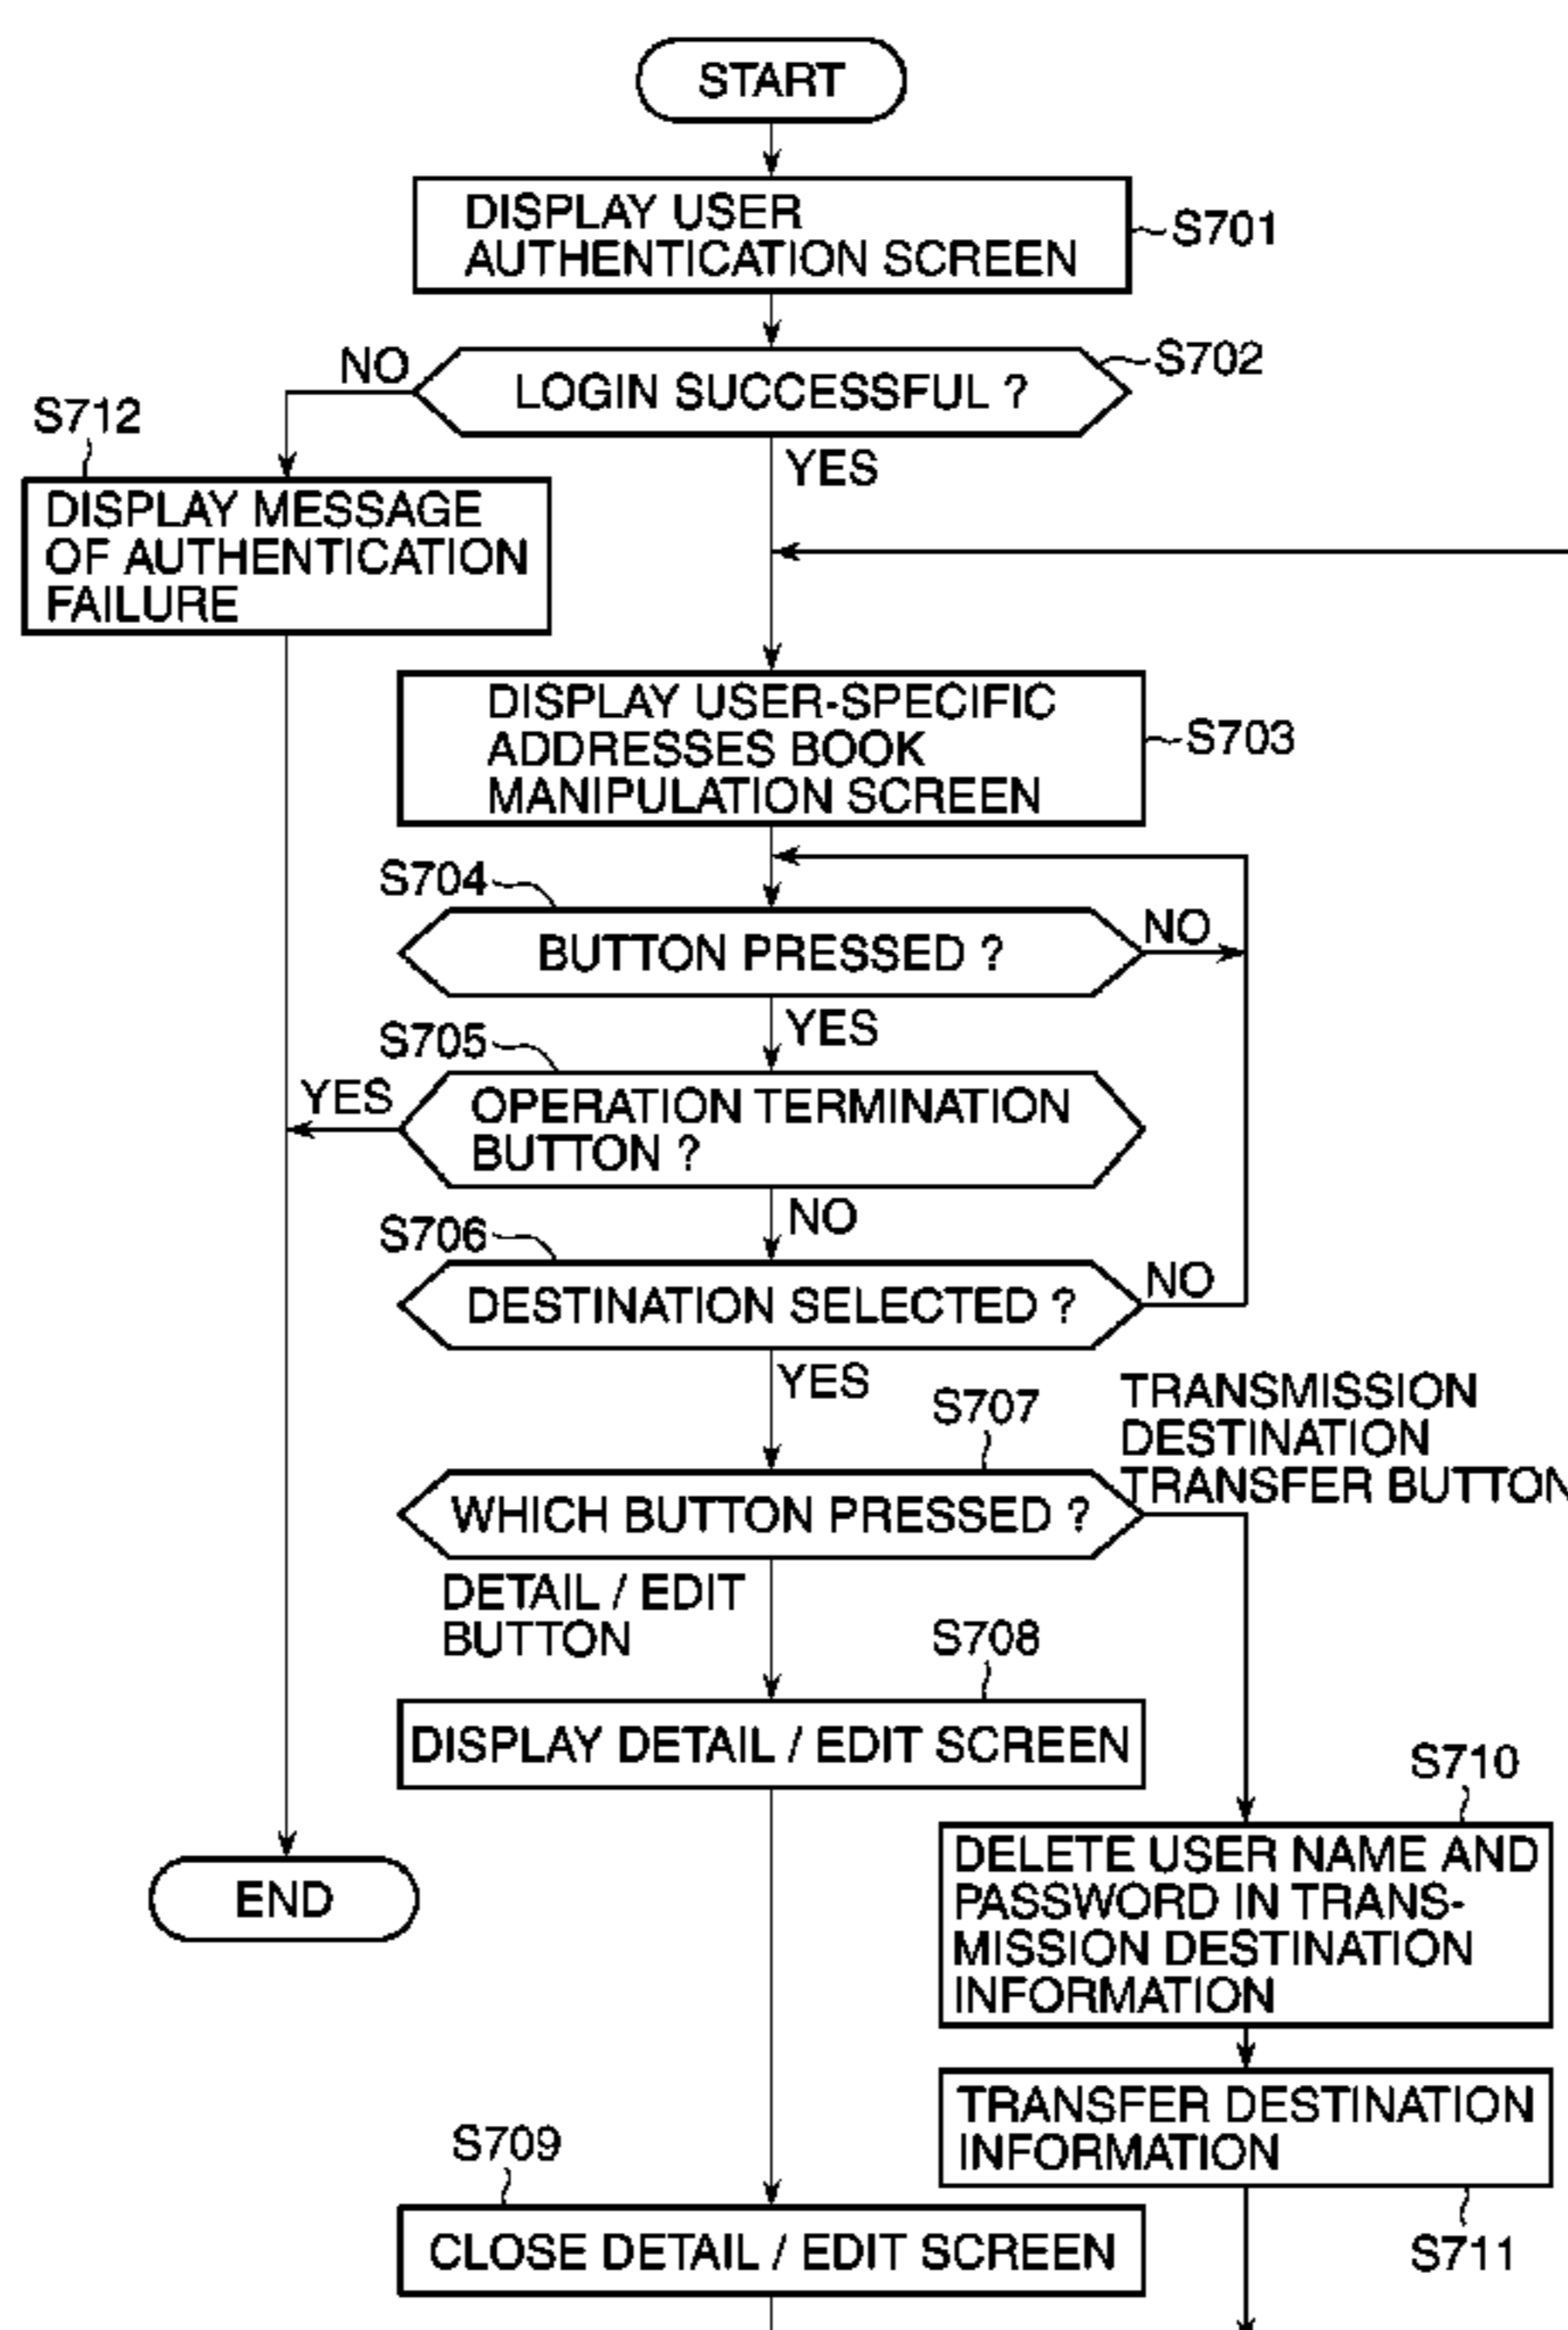 START
DISPLAY USER
AUTHENTICATION SCREEN
S701
NO
LOGIN SUCCESSFUL ?
S702
S712
YES
DISPLAY MESSAGE
OF AUTHENTICATION
FAILURE
DISPLAY USER-SPECIFIC
ADDRESSES BOOK
MANIPULATION SCREEN
S703
S704
BUTTON PRESSED ?
NO
YES
S705
YES
OPERATION TERMINATION
BUTTON ?
NO
S706
DESTINATION SELECTED ?
NO
YES
S707
TRANSMISSION
DESTINATION
TRANSFER BUTTON
WHICH BUTTON PRESSED ?
DETAIL / EDIT
BUTTON
S708
DISPLAY DETAIL / EDIT SCREEN
S710
DELETE USER NAME AND
PASSWORD IN TRANS-
MISSION DESTINATION
INFORMATION
END
TRANSFER DESTINATION
INFORMATION
S709
CLOSE DETAIL / EDIT SCREEN
S711